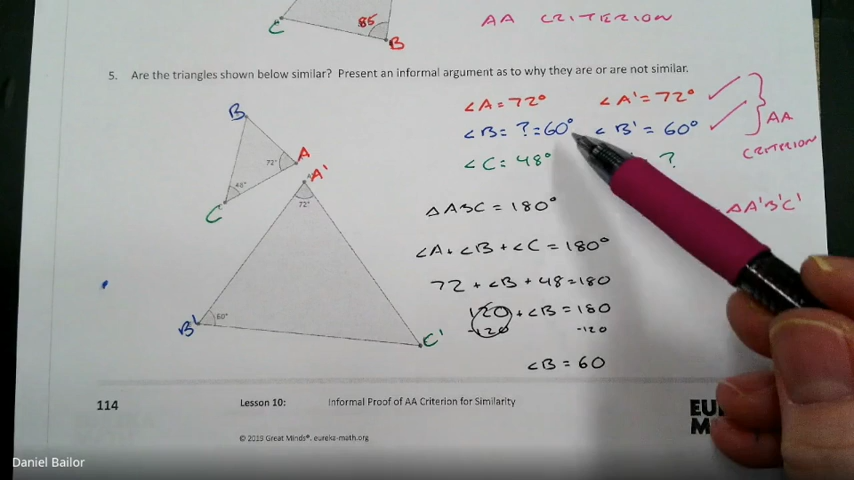 85
C
B
AA CRITERION
5. Are the triangles shown below similar? Present an informal argument as to why they are or are not similar.
B
72°
A
48°
C
A'
72°
B'
60°
C'
∠A = 72° ∠A' = 72°
∠B = ? = 60° ∠B' = 60°
∠C = 48° ?
AA
CRITERION
△ABC = 180°
△A'B'C'
∠A + ∠B + ∠C = 180°
72 + ∠B + 48 = 180
120 + ∠B = 180
-120 -120
∠B = 60
114 Lesson 10: Informal Proof of AA Criterion for Similarity
EU
M
© 2019 Great Minds®. eureka-math.org
Daniel Bailor